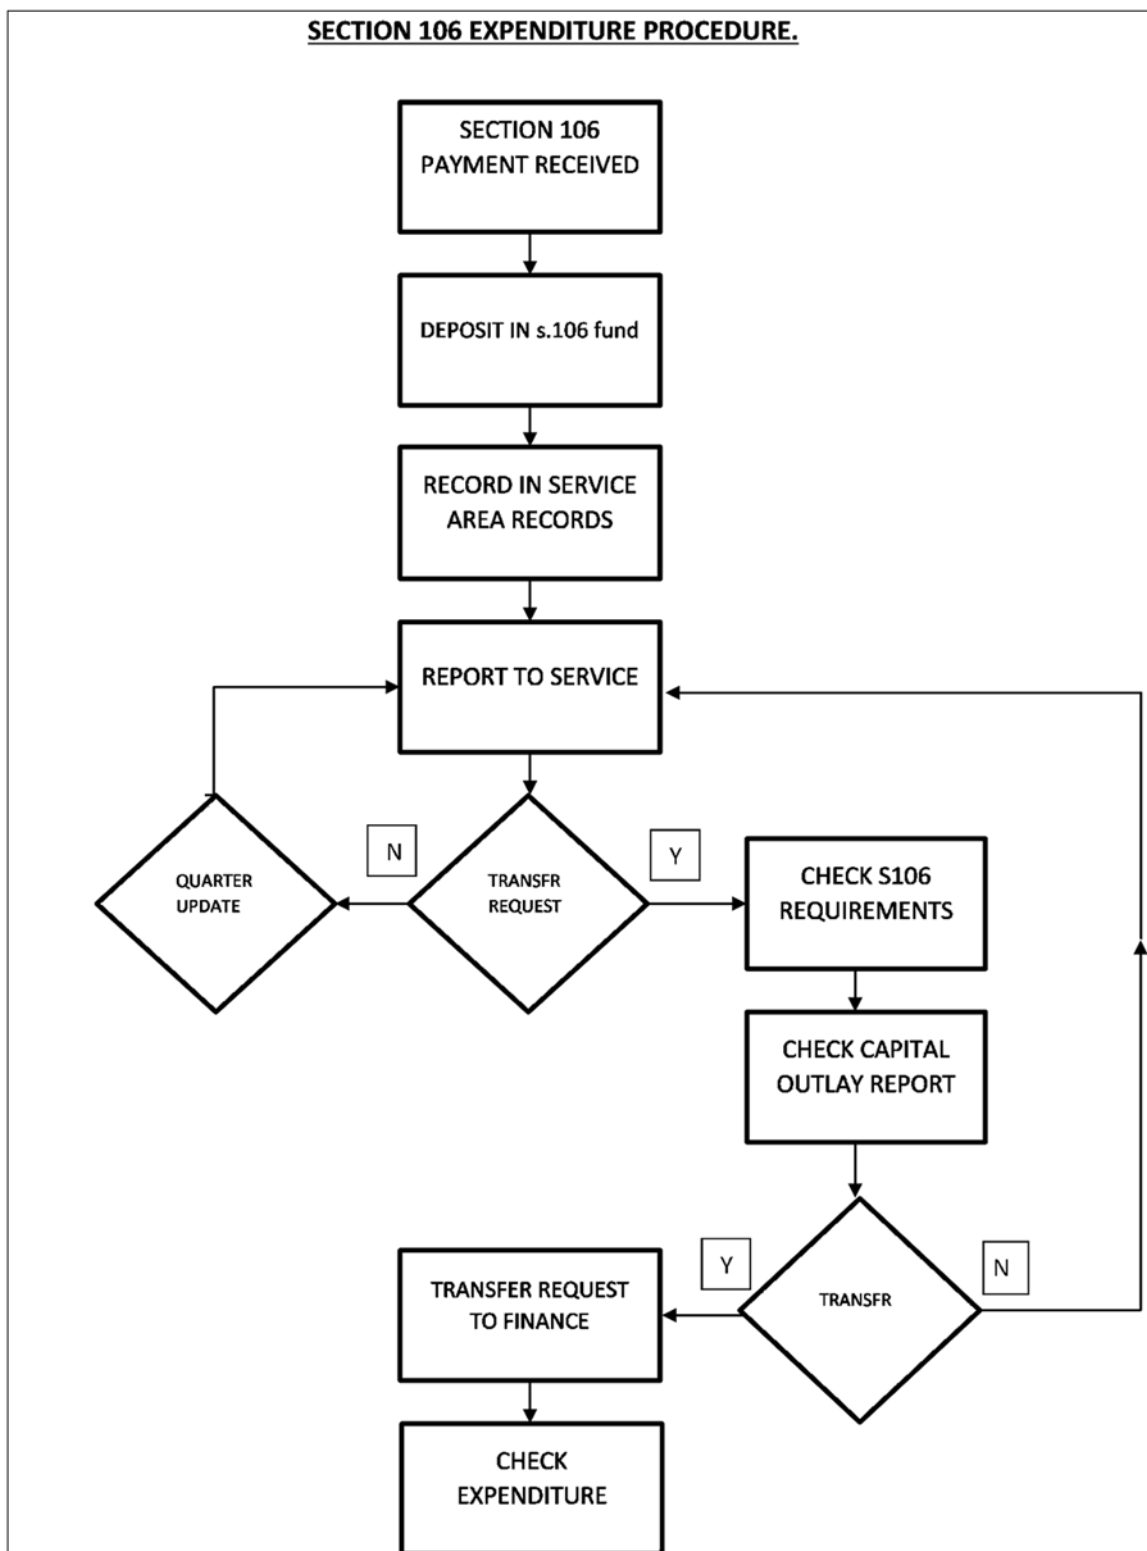 SECTION 106 EXPENDITURE PROCEDURE.
SECTION 106
PAYMENT RECEIVED
DEPOSIT IN s.106 fund
RECORD IN SERVICE
AREA RECORDS
REPORT TO SERVICE
N
Y
QUARTER
UPDATE
TRANSFR
REQUEST
CHECK S106
REQUIREMENTS
CHECK CAPITAL
OUTLAY REPORT
Y
N
TRANSFER REQUEST
TO FINANCE
TRANSFR
CHECK
EXPENDITURE